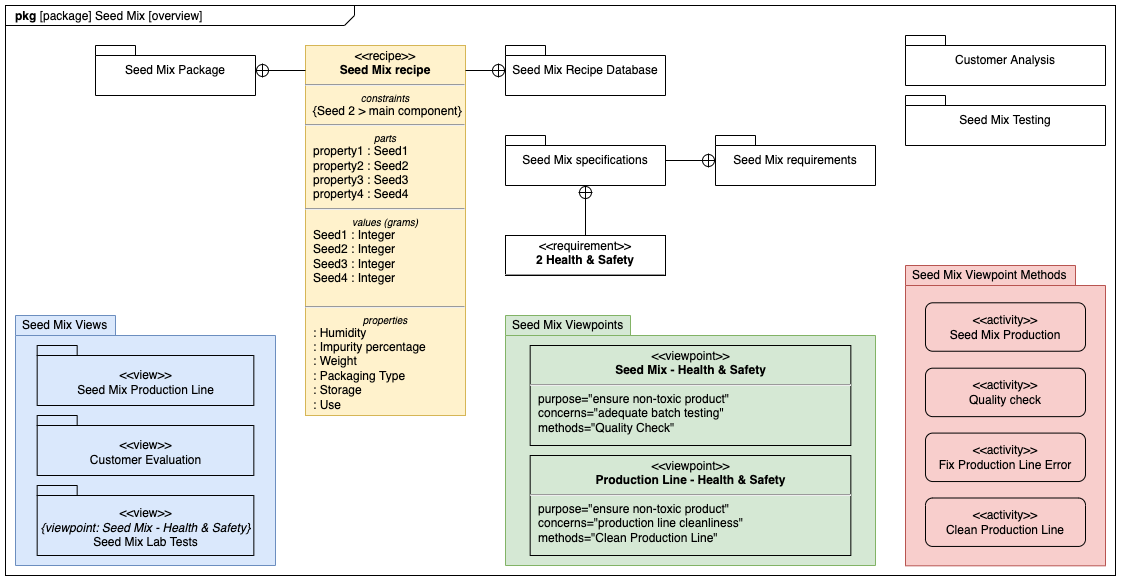 pkg [package] Seed Mix [overview]
Seed Mix Package
<<recipe>>
Seed Mix recipe
constraints
{Seed 2 > main component}
parts
property1 : Seed1
property2 : Seed2
property3 : Seed3
property4 : Seed4
values (grams)
Seed1 : Integer
Seed2 : Integer
Seed3 : Integer
Seed4 : Integer
properties
: Humidity
: Impurity percentage
: Weight
: Packaging Type
: Storage
: Use
Seed Mix Recipe Database
Customer Analysis
Seed Mix Testing
Seed Mix specifications
Seed Mix requirements
<<requirement>>
2 Health & Safety
Seed Mix Views
<<view>>
Seed Mix Production Line
<<view>>
Customer Evaluation
<<view>>
{viewpoint: Seed Mix - Health & Safety}
Seed Mix Lab Tests
Seed Mix Viewpoints
<<viewpoint>>
Seed Mix - Health & Safety
purpose="ensure non-toxic product"
concerns="adequate batch testing"
methods="Quality Check"
<<viewpoint>>
Production Line - Health & Safety
purpose="ensure non-toxic product"
concerns="production line cleanliness"
methods="Clean Production Line"
Seed Mix Viewpoint Methods
<<activity>>
Seed Mix Production
<<activity>>
Quality check
<<activity>>
Fix Production Line Error
<<activity>>
Clean Production Line